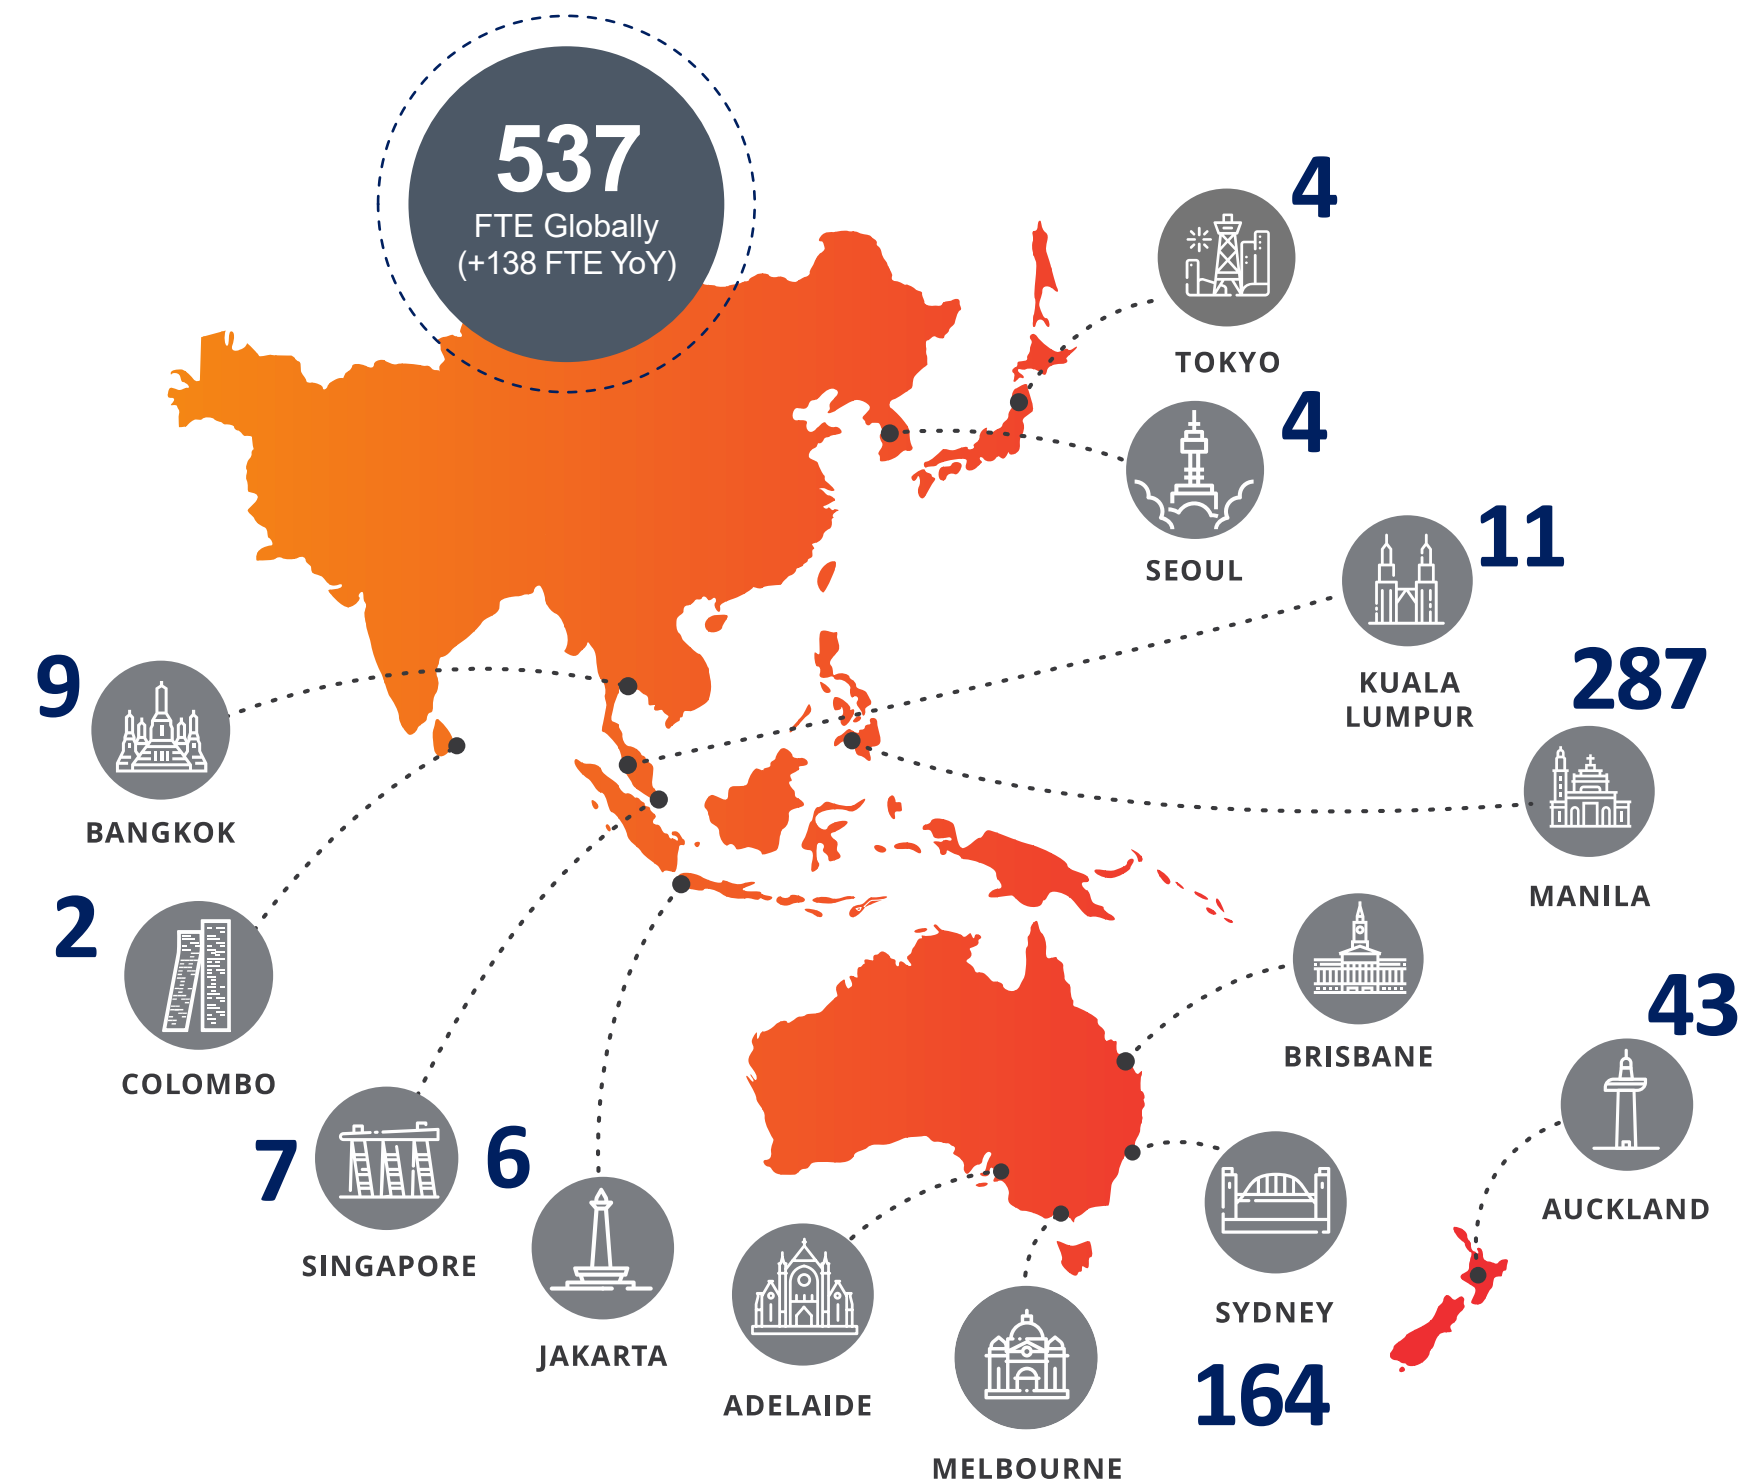 537
FTE Globally
(+138 FTE YoY)
4
TOKYO
4
SEOUL
11
KUALA
LUMPUR
287
MANILA
9
BANGKOK
2
COLOMBO
BRISBANE
43
AUCKLAND
7
SINGAPORE
6
JAKARTA
ADELAIDE
MELBOURNE
SYDNEY
164